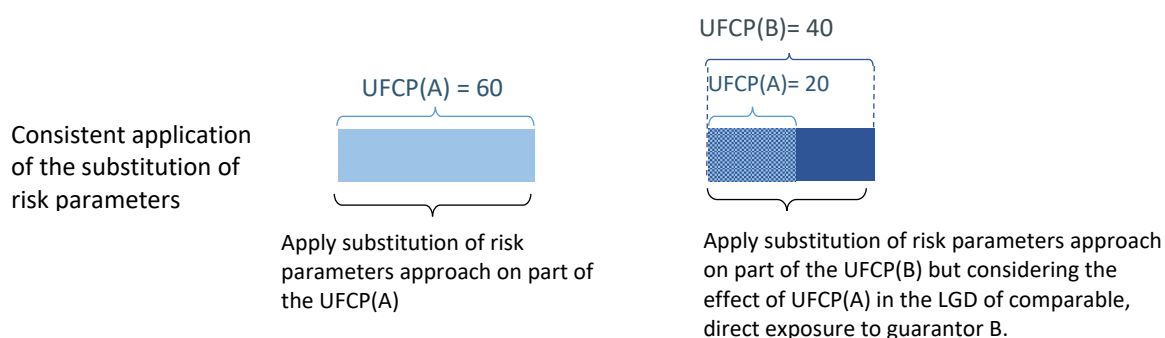 UFCP(B)= 40
UFCP(A) = 60
UFCP(A)= 20
Consistent application
of the substitution of
risk parameters
Apply substitution of risk
parameters approach on part of
the UFCP(A)
Apply substitution of risk parameters approach
on part of the UFCP(B) but considering the
effect of UFCP(A) in the LGD of comparable,
direct exposure to guarantor B.